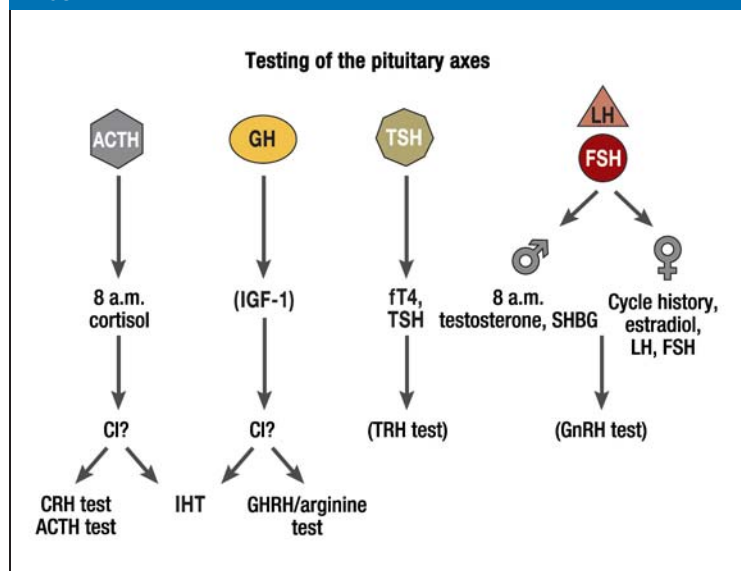 Testing of the pituitary axes
ACTH
GH
TSH
LH
FSH
8 a.m.
cortisol
(IGF-1)
fT4,
TSH
8 a.m.
testosterone, SHBG
Cycle history,
estradiol,
LH, FSH
CI?
CI?
(TRH test)
(GnRH test)
CRH test
ACTH test
IHT
GHRH/arginine
test